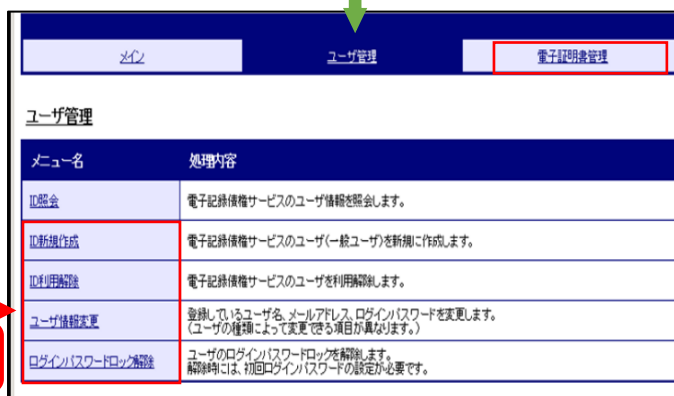 メイン
ユーザ管理
電子証明書管理
ユーザ管理
メニュー名
処理内容
ID照会
電子記録債権サービスのユーザ情報を照会します。
ID新規作成
電子記録債権サービスのユーザ(一般ユーザ)を新規に作成します。
ID利用解除
電子記録債権サービスのユーザを利用解除します。
ユーザ情報変更
登録しているユーザ名、メールアドレス、ログインパスワードを変更します。
(ユーザの種類によって変更できる項目が異なります。)
ログインパスワードロック解除
ユーザのログインパスワードロックを解除します。
解除時には、初回ログインパスワードの設定が必要です。